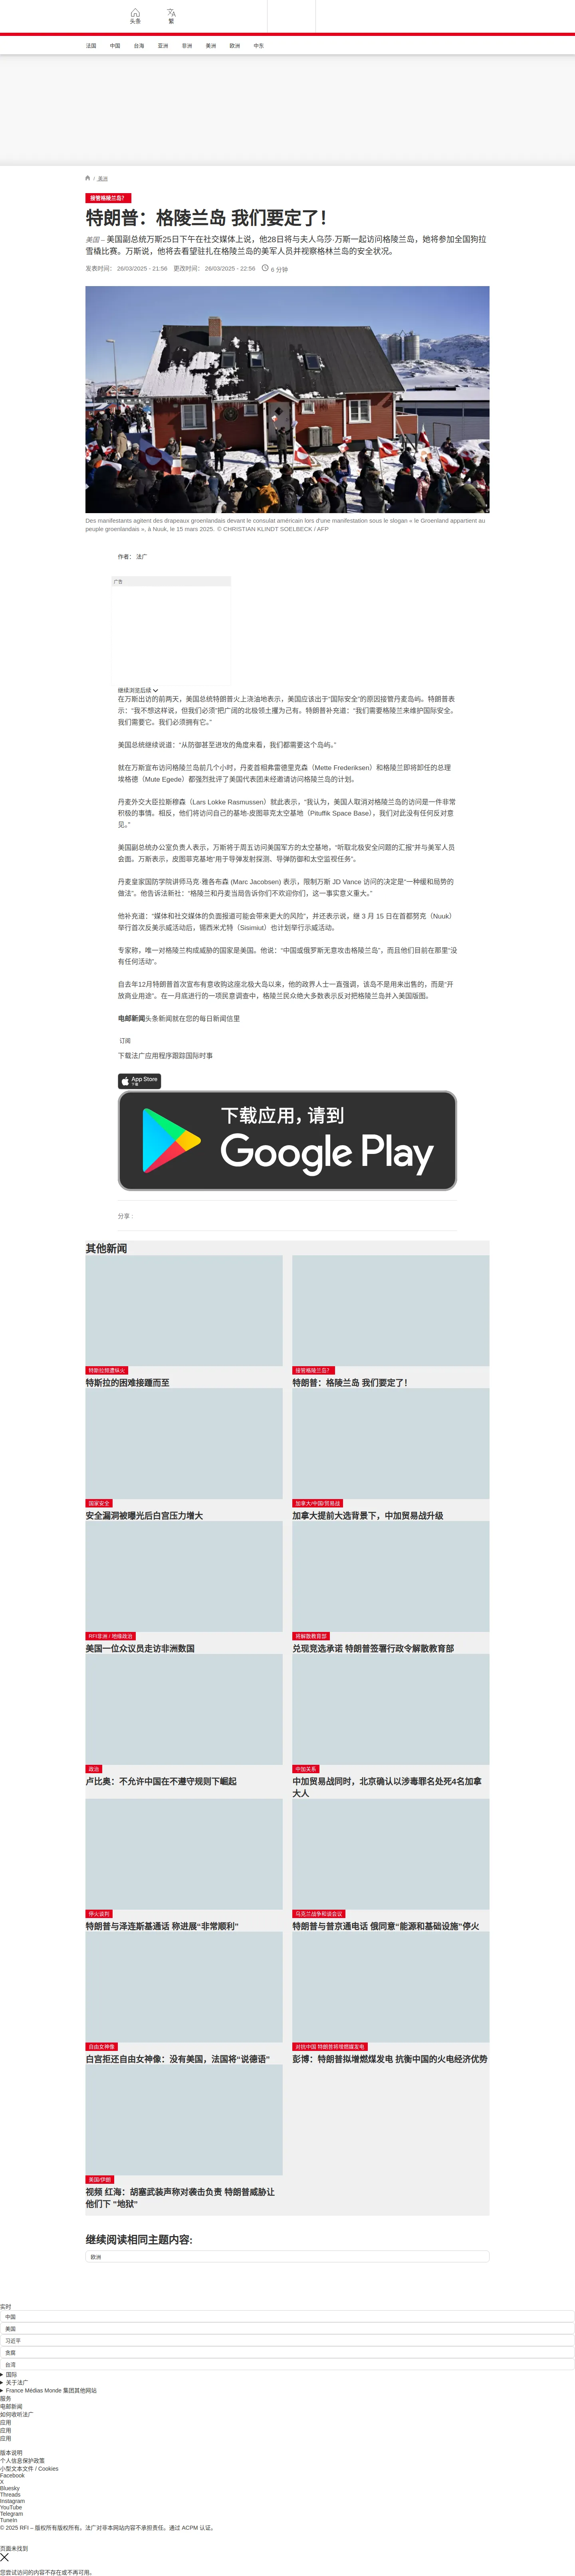 头条
繁
法国 中国 台海 亚洲 非洲 美洲 欧洲 中东
/ 美洲
接管格陵兰岛?
特朗普：格陵兰岛 我们要定了！
美国 – 美国副总统万斯25日下午在社交媒体上说，他28日将与夫人乌莎·万斯一起访问格陵兰岛，她将参加全国狗拉
雪橇比赛。万斯说，他将去看望驻扎在格陵兰岛的美军人员并视察格林兰岛的安全状况。
发表时间： 26/03/2025 - 21:56 更改时间： 26/03/2025 - 22:56 6 分钟
Des manifestants agitent des drapeaux groenlandais devant le consulat américain lors d'une manifestation sous le slogan « le Groenland appartient au
peuple groenlandais », à Nuuk, le 15 mars 2025. © CHRISTIAN KLINDT SOELBECK / AFP
作者： 法广
广告
继续浏览后续
在万斯出访的前两天，美国总统特朗普火上浇油地表示，美国应该出于“国际安全”的原因接管丹麦岛屿。特朗普表
示：“我不想这样说，但我们必须”把广阔的北极领土攫为己有。特朗普补充道：“我们需要格陵兰来维护国际安全。
我们需要它。我们必须拥有它。”
美国总统继续说道：“从防御甚至进攻的角度来看，我们都需要这个岛屿。”
就在万斯宣布访问格陵兰岛前几个小时，丹麦首相弗雷德里克森（Mette Frederiksen）和格陵兰即将卸任的总理
埃格德（Mute Egede）都强烈批评了美国代表团未经邀请访问格陵兰岛的计划。
丹麦外交大臣拉斯穆森（Lars Lokke Rasmussen）就此表示，“我认为，美国人取消对格陵兰岛的访问是一件非常
积极的事情。相反，他们将访问自己的基地-皮图菲克太空基地（Pituffik Space Base），我们对此没有任何反对意
见。”
美国副总统办公室负责人表示，万斯将于周五访问美国军方的太空基地，“听取北极安全问题的汇报”并与美军人员
会面。万斯表示，皮图菲克基地“用于导弹发射探测、导弹防御和太空监视任务”。
丹麦皇家国防学院讲师马克·雅各布森 (Marc Jacobsen) 表示，限制万斯 JD Vance 访问的决定是“一种缓和局势的
做法”。他告诉法新社：“格陵兰和丹麦当局告诉你们不欢迎你们，这一事实意义重大。”
他补充道：“媒体和社交媒体的负面报道可能会带来更大的风险”，并还表示说，继 3 月 15 日在首都努克（Nuuk）
举行首次反美示威活动后，锡西米尤特（Sisimiut）也计划举行示威活动。
专家称，唯一对格陵兰构成威胁的国家是美国。他说：“中国或俄罗斯无意攻击格陵兰岛”，而且他们目前在那里“没
有任何活动”。
自去年12月特朗普首次宣布有意收购这座北极大岛以来，他的政界人士一直强调，该岛不是用来出售的，而是“开
放商业用途”。在一月底进行的一项民意调查中，格陵兰民众绝大多数表示反对把格陵兰岛并入美国版图。
电邮新闻头条新闻就在您的每日新闻信里
订阅
下载法广应用程序跟踪国际时事
App Store
下载应用，请到
Google Play
分享 :
其他新闻
特斯拉频遭纵火
特斯拉的困难接踵而至
接管格陵兰岛?
特朗普：格陵兰岛 我们要定了！
国家安全
安全漏洞被曝光后白宫压力增大
加拿大/中国/贸易战
加拿大提前大选背景下，中加贸易战升级
RFI非洲 / 地缘政治
美国一位众议员走访非洲数国
将解散教育部
兑现竞选承诺 特朗普签署行政令解散教育部
政治
卢比奥：不允许中国在不遵守规则下崛起
中加关系
中加贸易战同时，北京确认以涉毒罪名处死4名加拿
大人
停火谈判
特朗普与泽连斯基通话 称进展“非常顺利”
乌克兰战争和谈会议
特朗普与普京通电话 俄同意“能源和基础设施”停火
自由女神像
白宫拒还自由女神像：没有美国，法国将“说德语”
对抗中国 特朗普将增燃煤发电
彭博：特朗普拟增燃煤发电 抗衡中国的火电经济优势
美国/伊朗
视频 红海：胡塞武装声称对袭击负责 特朗普威胁让
他们下 “地狱”
继续阅读相同主题内容:
欧洲
实时
中国
美国
习近平
贪腐
台湾
国际
关于法广
France Médias Monde 集团其他网站
服务
电邮新闻
如何收听法广
应用
应用
应用
版本说明
个人信息保护政策
小型文本文件 / Cookies
Facebook
X
Bluesky
Threads
Instagram
YouTube
Telegram
TuneIn
© 2025 RFI – 版权所有版权所有。法广对非本网站内容不承担责任。通过 ACPM 认证。
页面未找到
您尝试访问的内容不存在或不再可用。